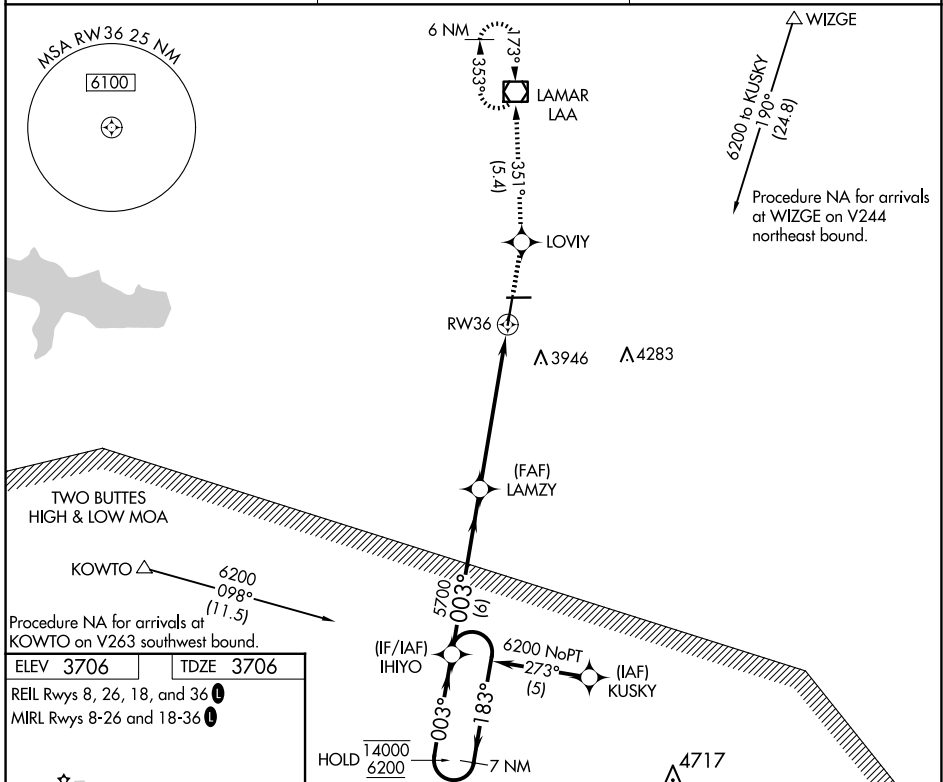 MSA RW36 25 NM
6100
6 NM
173°
353°
LAMAR
LAA
351°
(5.4)
WIZGE
6200 to KUSKY
190°
(24.8)
Procedure NA for arrivals
at WIZGE on V244
northeast bound.
LOVIY
RW36
3946
4283
(FAF)
LAMZY
TWO BUTTES
HIGH & LOW MOA
KOWTO
6200
098°
(11.5)
Procedure NA for arrivals at
KOWTO on V263 southwest bound.
5700
003°
(6)
(IF/IAF)
IHIYO
6200 NoPT
273°
(5)
(IAF)
KUSKY
003°
183°
HOLD
14000
6200
7 NM
4717
ELEV 3706
TDZE 3706
REIL Rwys 8, 26, 18, and 36 L
MIRL Rwys 8-26 and 18-36 L